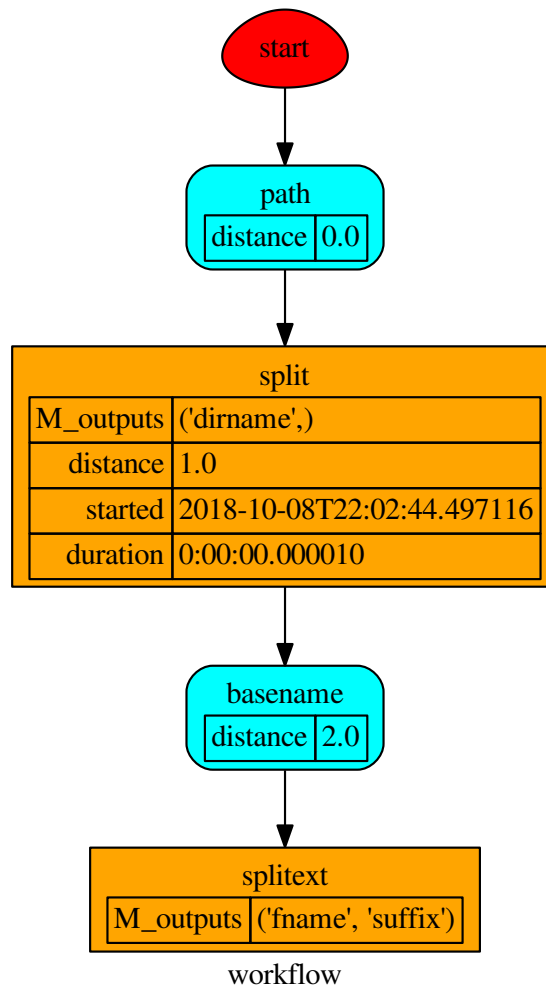 start
path
distance 0.0
split
M_outputs ('dirname',)
distance 1.0
started 2018-10-08T22:02:44.497116
duration 0:00:00.000010
basename
distance 2.0
splitext
M_outputs ('fname', 'suffix')
workflow